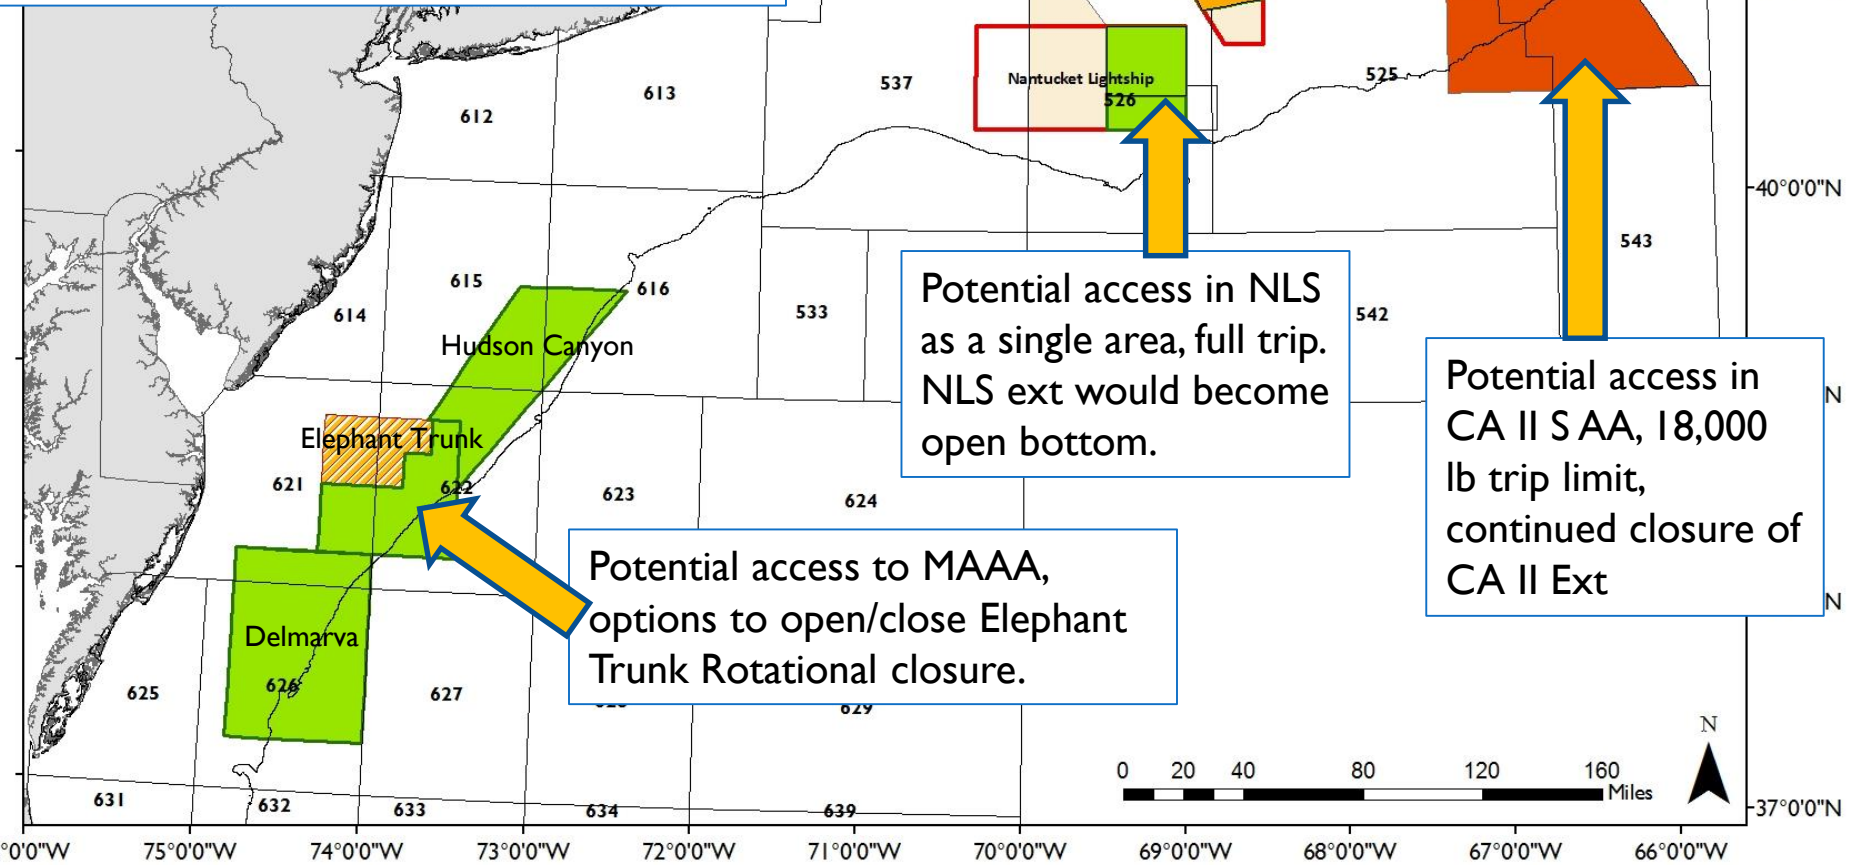 Nantucket Lightship
526
525
537
613
612
40°0'0"N
543
Potential access in NLS
as a single area, full trip.
NLS ext would become
open bottom.
615
616
614
533
542
Hudson Canyon
Potential access in
CA II S AA, 18,000
lb trip limit,
continued closure of
CA II Ext
N
Elephant Trunk
621
622
623
624
Potential access to MAAA,
options to open/close Elephant
Trunk Rotational closure.
N
Delmarva
626
625
627
629
N
0 20 40 80 120 160
Miles
631
632
633
634
639
37°0'0"N
°0'0"W 75°0'0"W 74°0'0"W 73°0'0"W 72°0'0"W 71°0'0"W 70°0'0"W 69°0'0"W 68°0'0"W 67°0'0"W 66°0'0"W